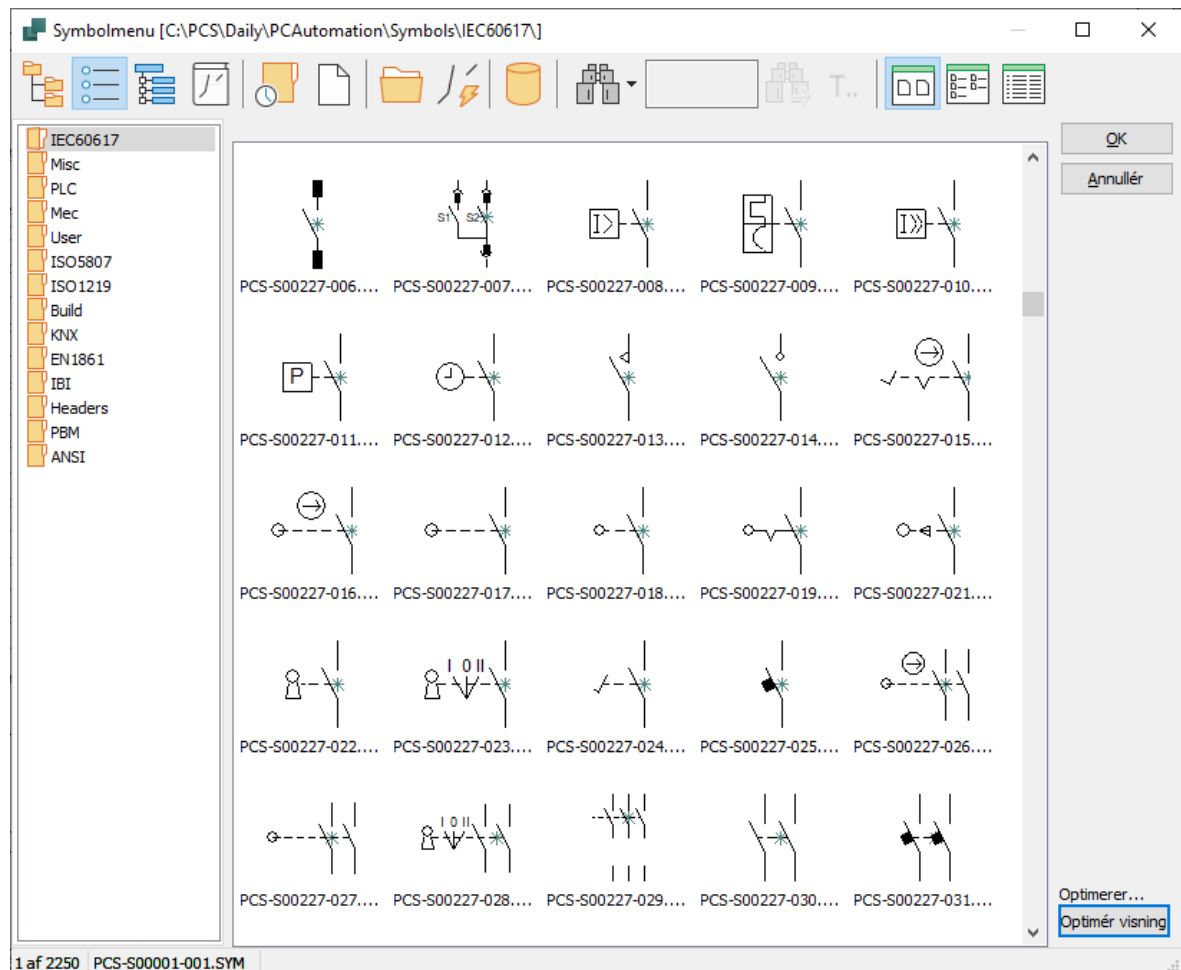 Symbolmenu [C:\PCS\Daily\PCAutomation\Symbols\IEC60617\]
T..
IEC60617
Misc
PLC
Mec
User
ISO5807
ISO1219
Build
KNX
EN1861
IBI
Headers
PBM
ANSI
S1 S2
I> I»
PCS-S00227-006.... PCS-S00227-007.... PCS-S00227-008.... PCS-S00227-009.... PCS-S00227-010....
P
PCS-S00227-011.... PCS-S00227-012.... PCS-S00227-013.... PCS-S00227-014.... PCS-S00227-015....
PCS-S00227-016.... PCS-S00227-017.... PCS-S00227-018.... PCS-S00227-019.... PCS-S00227-021....
I 0 II
PCS-S00227-022.... PCS-S00227-023.... PCS-S00227-024.... PCS-S00227-025.... PCS-S00227-026....
I 0 II
PCS-S00227-027.... PCS-S00227-028.... PCS-S00227-029.... PCS-S00227-030.... PCS-S00227-031....
OK
Annullér
Optimerer...
Optimér visning
1 af 2250 PCS-S00001-001.SYM